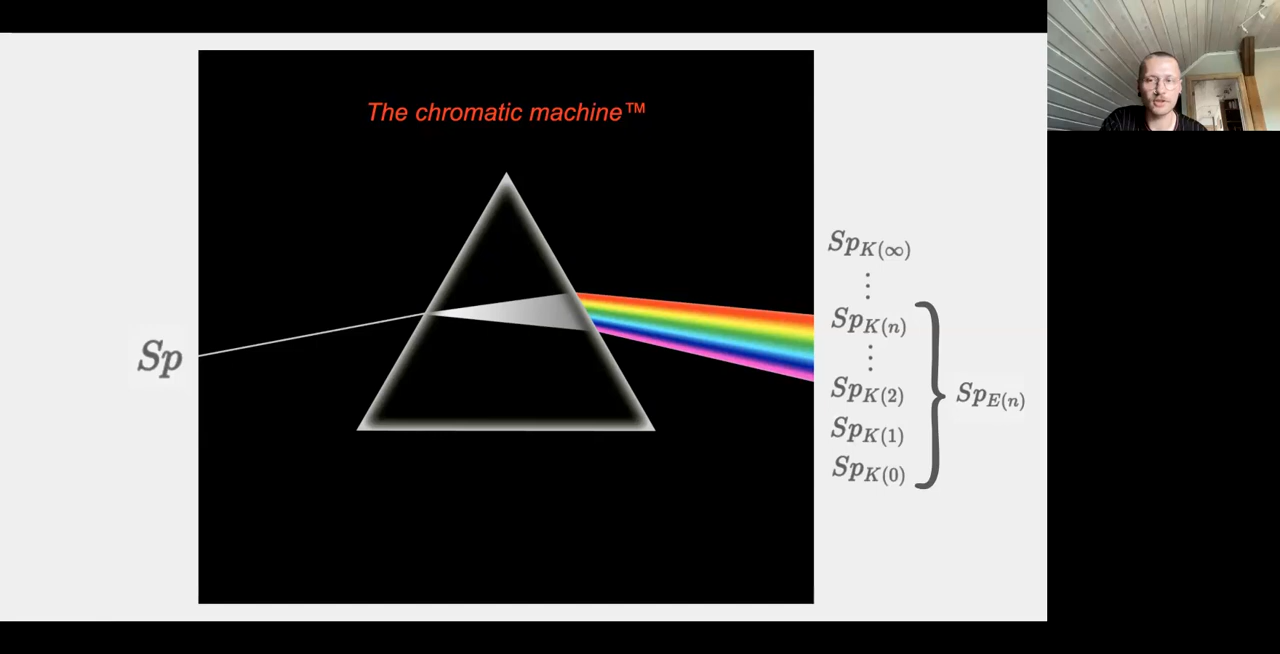 The chromatic machine™
Sp
Sp_{K(∞)}
⋮
Sp_{K(n)}
⋮
Sp_{K(2)}
Sp_{K(1)}
Sp_{K(0)}
Sp_{E(n)}